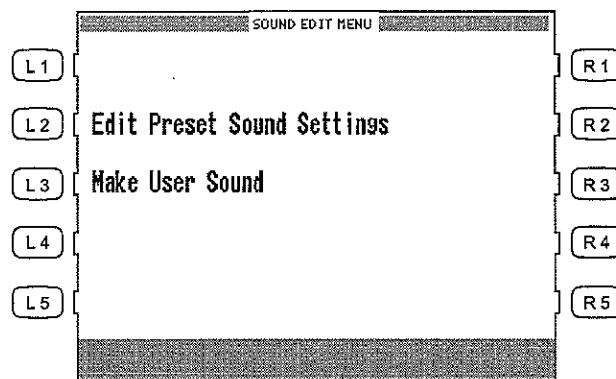 SOUND EDIT MENU
L1
R1
L2 Edit Preset Sound Settings R2
L3 Make User Sound R3
L4
R4
L5
R5